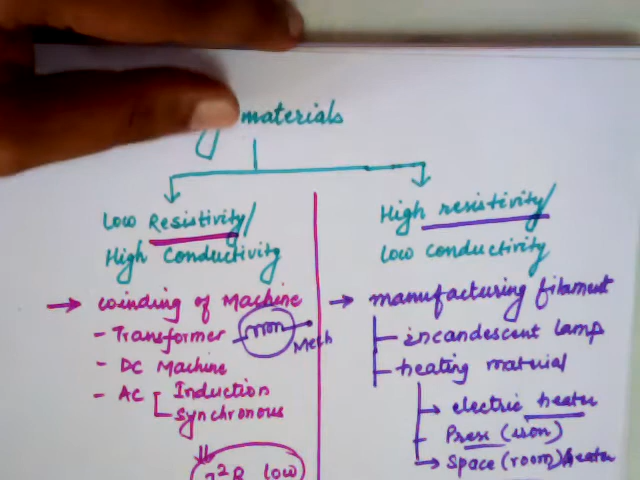 materials
Low Resistivity/
High Conductivity
→ winding of Machine
- Transformer
Mech
- DC Machine
- AC Induction
Synchronous
I²R low
High resistivity/
Low conductivity
→ manufacturing filament
- incandescent lamp
- heating material
→ electric heater
- Press (iron)
→ Space (room) heater